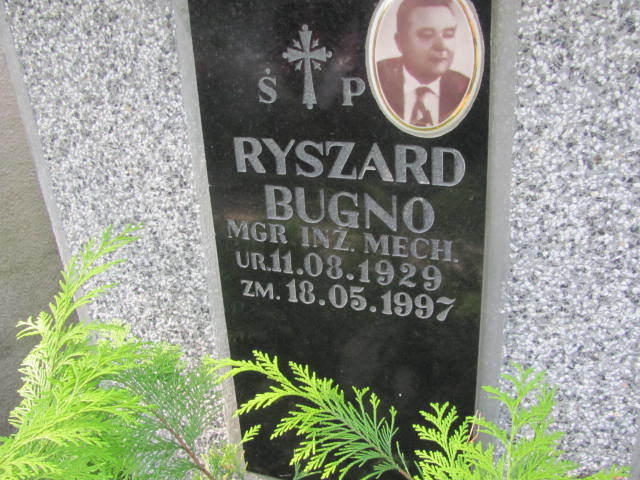 Ś P
RYSZARD
BUGNO
MGR INŻ. MECH.
UR.11.08.1929
ZM. 18.05.1997